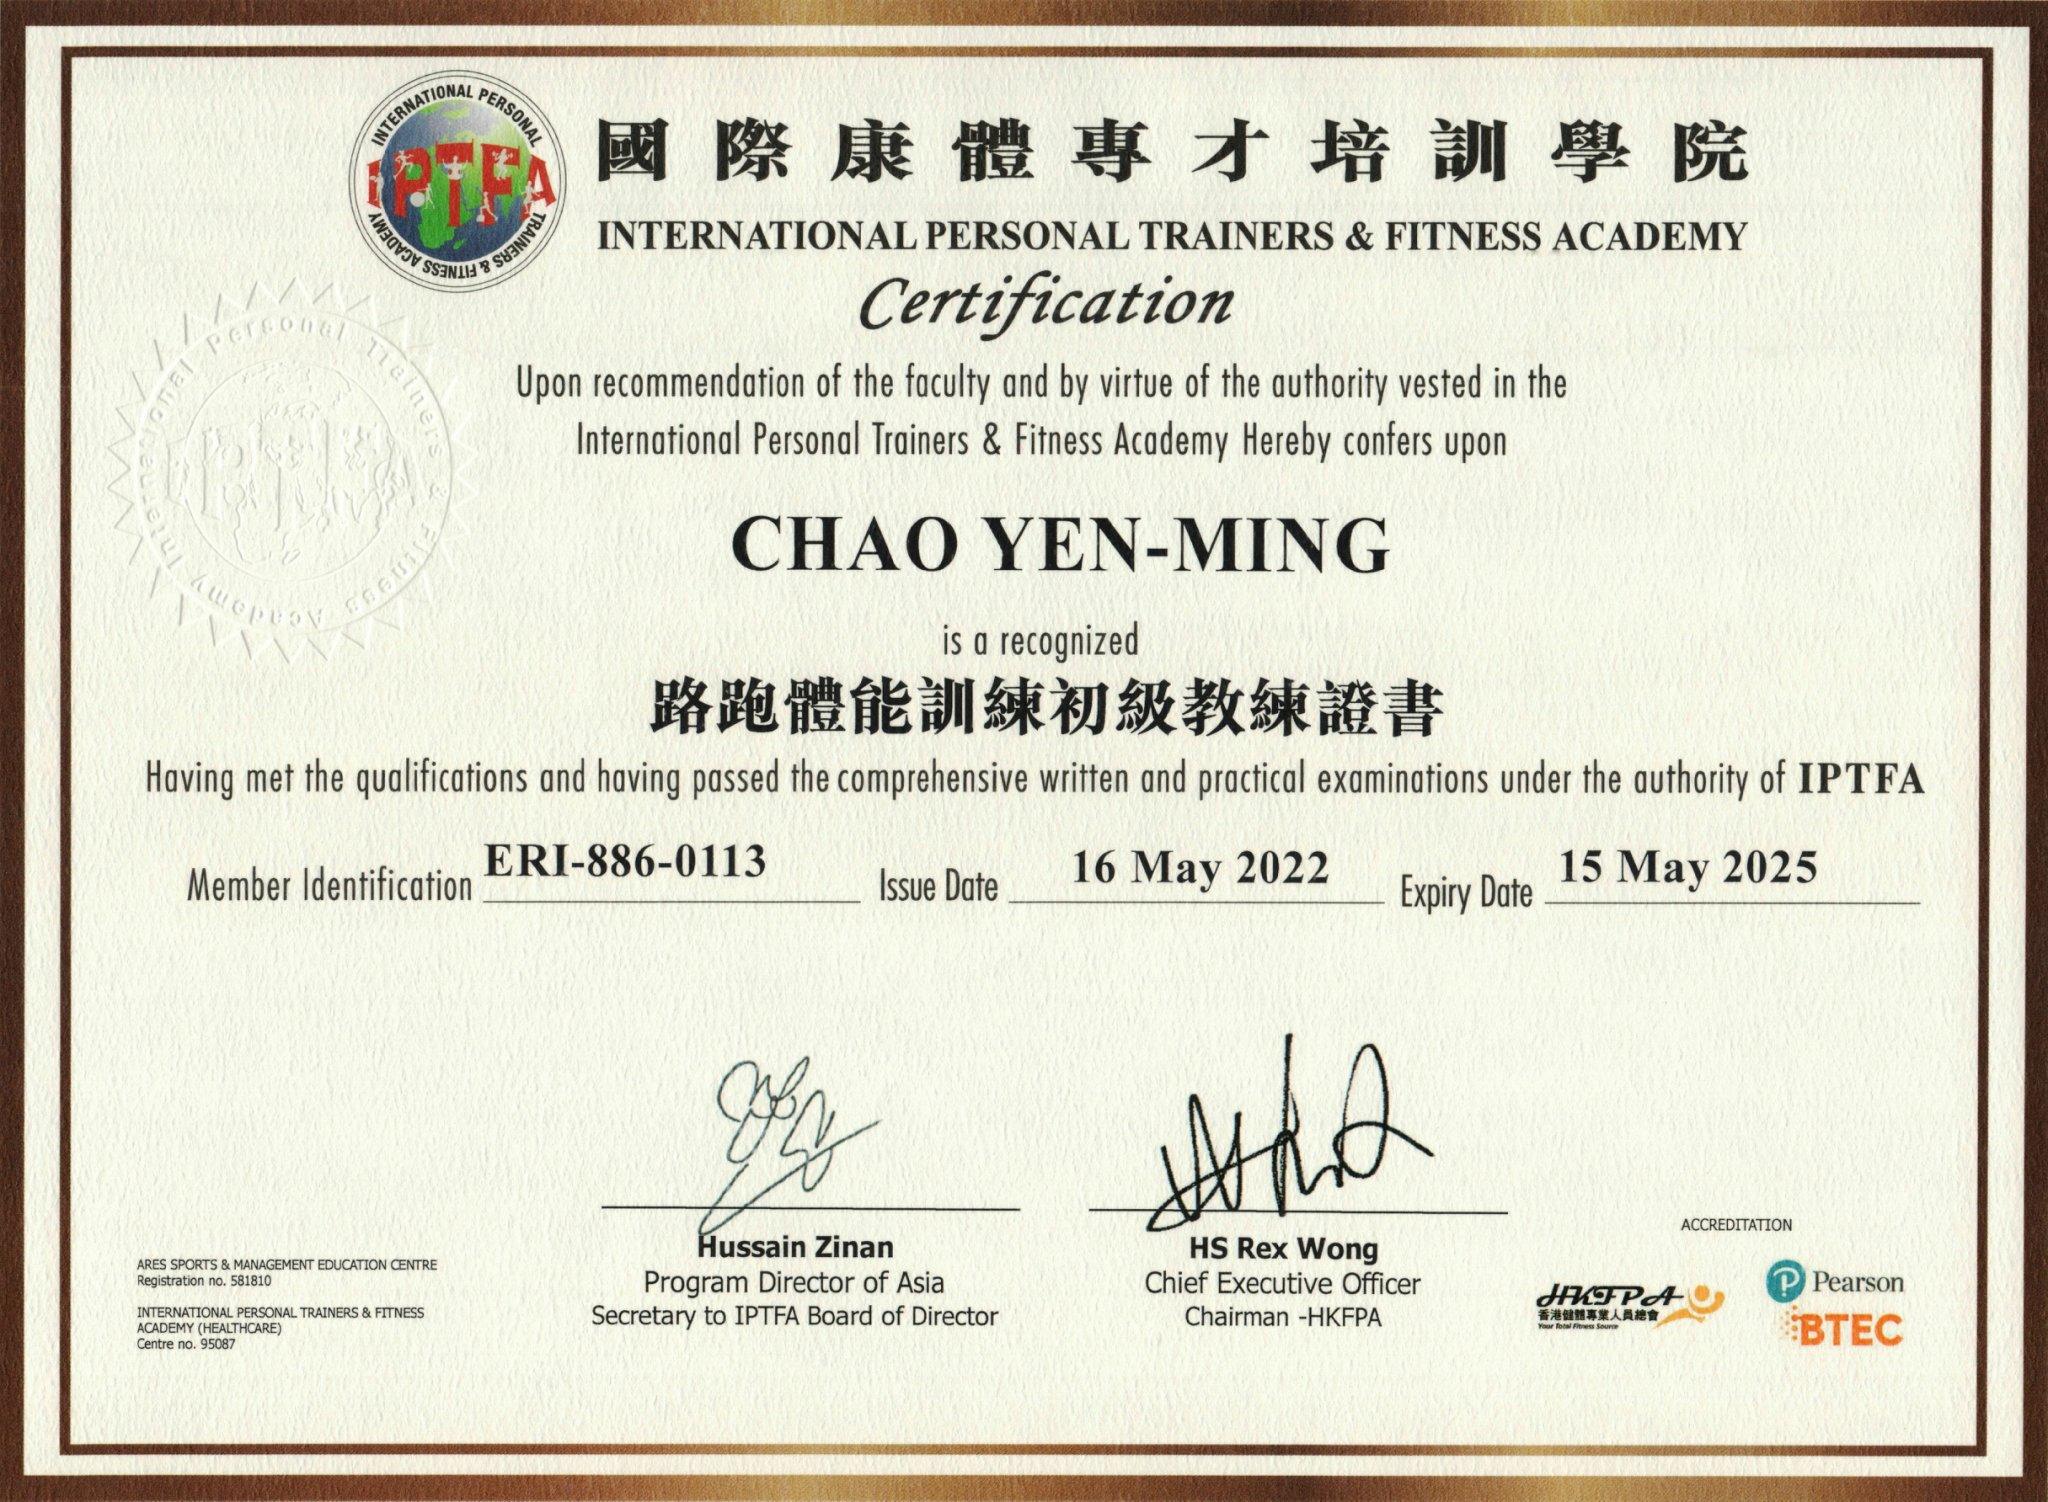 INTERNATIONAL PERSONAL
IPTFA
TRAINERS & FITNESS ACADEMY
國際康體專才培訓學院
INTERNATIONAL PERSONAL TRAINERS & FITNESS ACADEMY
Certification
International Personal Trainers & Fitness Academy
Upon recommendation of the faculty and by virtue of the authority vested in the
International Personal Trainers & Fitness Academy Hereby confers upon
CHAO YEN-MING
is a recognized
路跑體能訓練初級教練證書
Having met the qualifications and having passed the comprehensive written and practical examinations under the authority of IPTFA
Member Identification ERI-886-0113 Issue Date 16 May 2022 Expiry Date 15 May 2025
Hussain Zinan
Program Director of Asia
Secretary to IPTFA Board of Director
HS Rex Wong
Chief Executive Officer
Chairman -HKFPA
ARES SPORTS & MANAGEMENT EDUCATION CENTRE
Registration no. 581810
INTERNATIONAL PERSONAL TRAINERS & FITNESS
ACADEMY (HEALTHCARE)
Centre no. 95087
ACCREDITATION
HKFPA
香港健體專業人員總會
Your Total Fitness Source
Pearson
BTEC